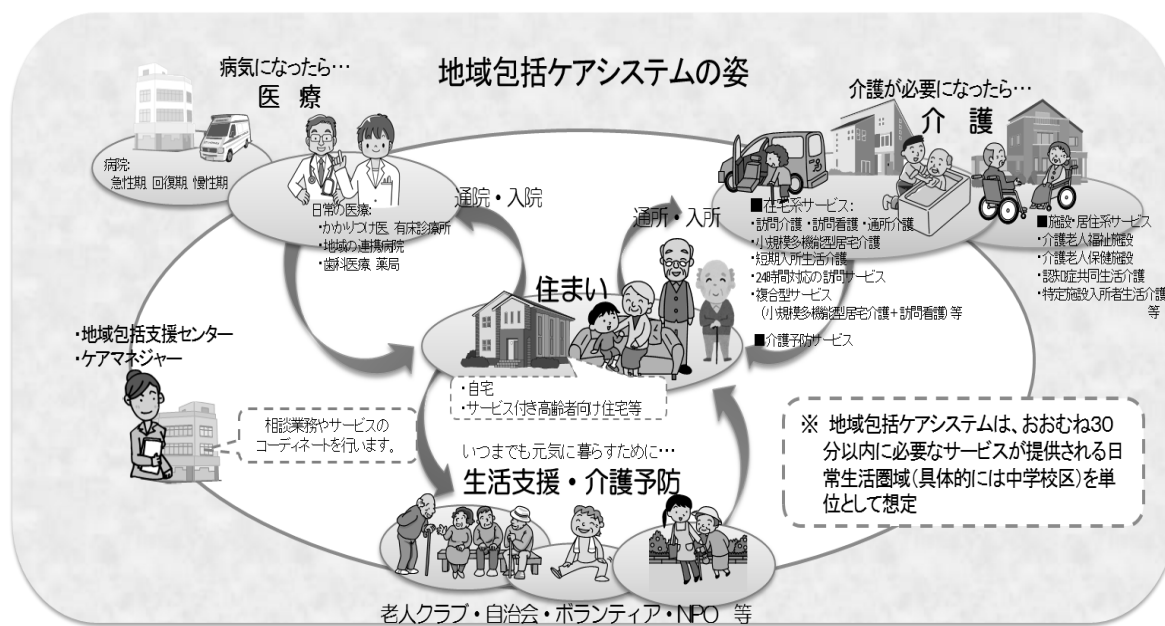 地域包括ケアシステムの姿
病気になったら…
医 療
病院:
急性期 回復期 慢性期
日常の医療:
・かかりつけ医 有床診療所
・地域の連携病院
・歯科医療 薬局
通院・入院
通所・入所
介護が必要になったら…
介 護
■在宅系サービス:
・訪問介護・訪問看護・通所介護
・小規模多機能型居宅介護
・短期入所生活介護
・24時間対応の訪問サービス
・複合型サービス
(小規模多機能型居宅介護+訪問看護)等
■介護予防サービス
■施設・居住系サービス
・介護老人福祉施設
・介護老人保健施設
・認知症共同生活介護
・特定施設入所者生活介護
等
住まい
・自宅
・サービス付き高齢者向け住宅等
・地域包括支援センター
・ケアマネジャー
相談業務やサービスの
コーディネートを行います。
いつまでも元気に暮らすために…
生活支援・介護予防
老人クラブ・自治会・ボランティア・NPO 等
※ 地域包括ケアシステムは、おおむね30
分以内に必要なサービスが提供される日
常生活圏域(具体的には中学校区)を単
位として想定